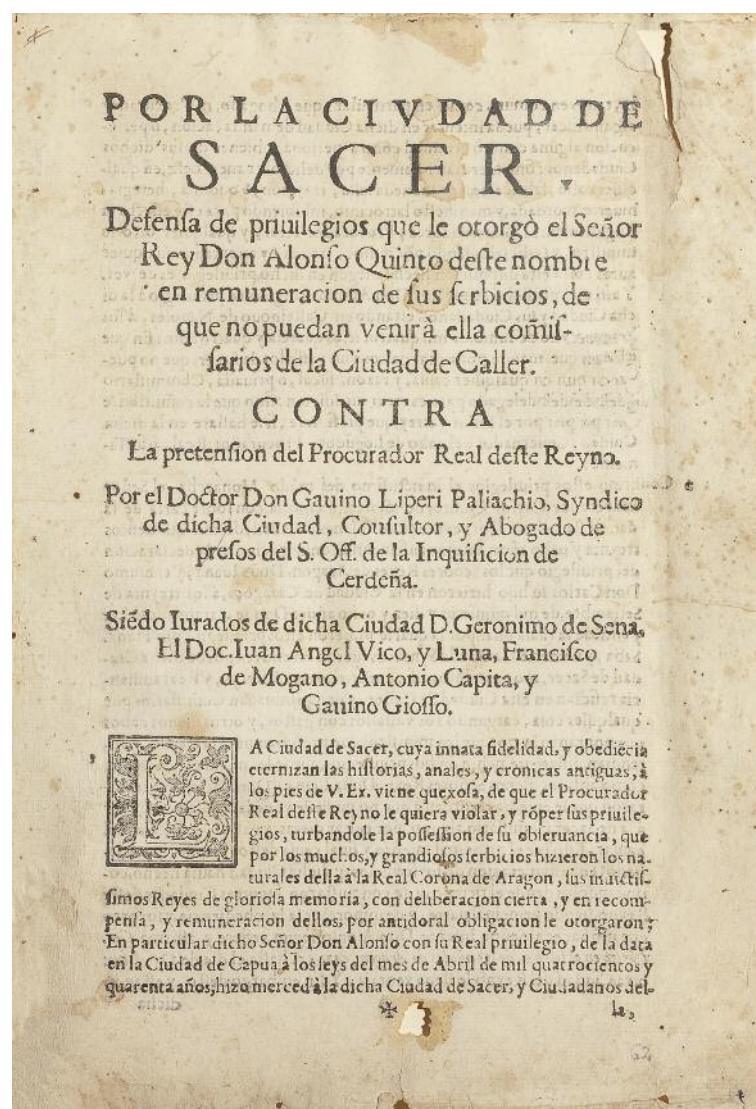 POR LA CIVDAD DE
SACER.
Defenſa de priuilegios que le otorgò el Señor
Rey Don Alonſo Quinto deſte nombre
en remuneracion de ſus ſerbicios, de
que no puedan venir à ella com̃iſ-
ſarios de la Ciudad de Caller.
CONTRA
La pretenſion del Procurador Real deſte Reyno.
Por el Doctor Don Gauino Liperi Paliachio, Syndico
de dicha Ciudad, Conſultor, y Abogado de
preſos del S. Off. de la Inquiſicion de
Cerdeña.
Siẽdo Iurados de dicha Ciudad D. Geronimo de Sena,
El Doc. Iuan Angel Vico, y Luna, Franciſco
de Mogano, Antonio Capita, y
Gauino Gioſſo.
LA Ciudad de Sacer, cuya innata fidelidad, y obediẽcia
eternizan las hiſtorias, anales, y cronicas antiguas; à
los pies de V. Ex. viene quexoſa, de que el Procurador
Real deſte Reyno le quiera violar, y rõper ſus priuile-
gios, turbandole la poſſeſſion de ſu obſeruancia, que
por los muchos, y grandioſos ſerbicios hizieron los na-
turales della à la Real Corona de Aragon, ſus inuictiſ-
ſimos Reyes de glorioſa memoria, con deliberacion cierta, y en recom-
penſa, y remuneracion dellos, por antidoral obligacion le otorgaron;
En particular dicho Señor Don Alonſo con ſu Real priuilegio, de la data
en la Ciudad de Capua à los ſeys del mes de Abril de mil quatrocientos y
quarenta años, hizo merced à la dicha Ciudad de Sacer, y Ciudadanos del-
✠ la,
62